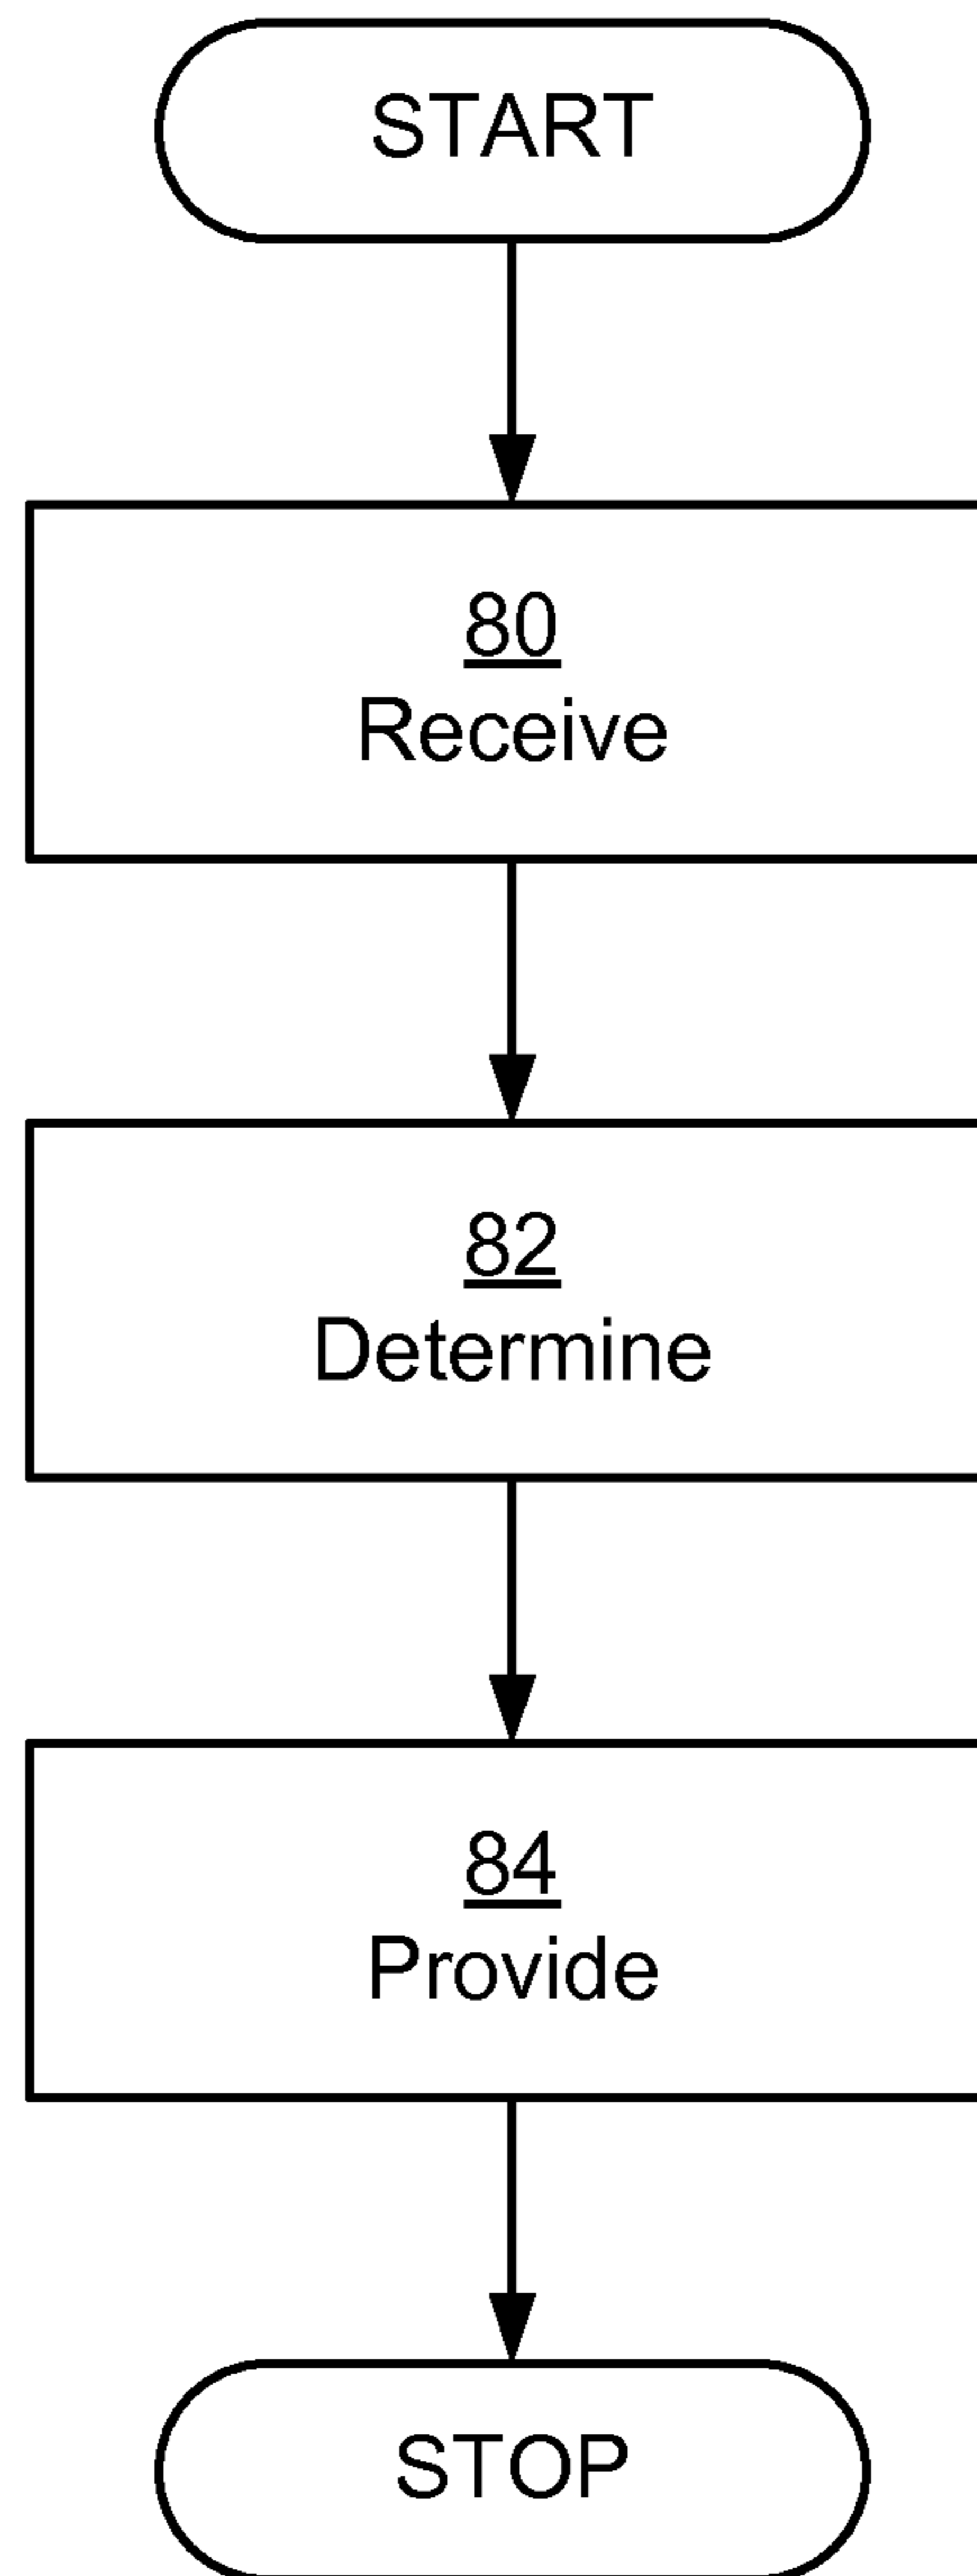 START
80
Receive
82
Determine
84
Provide
STOP